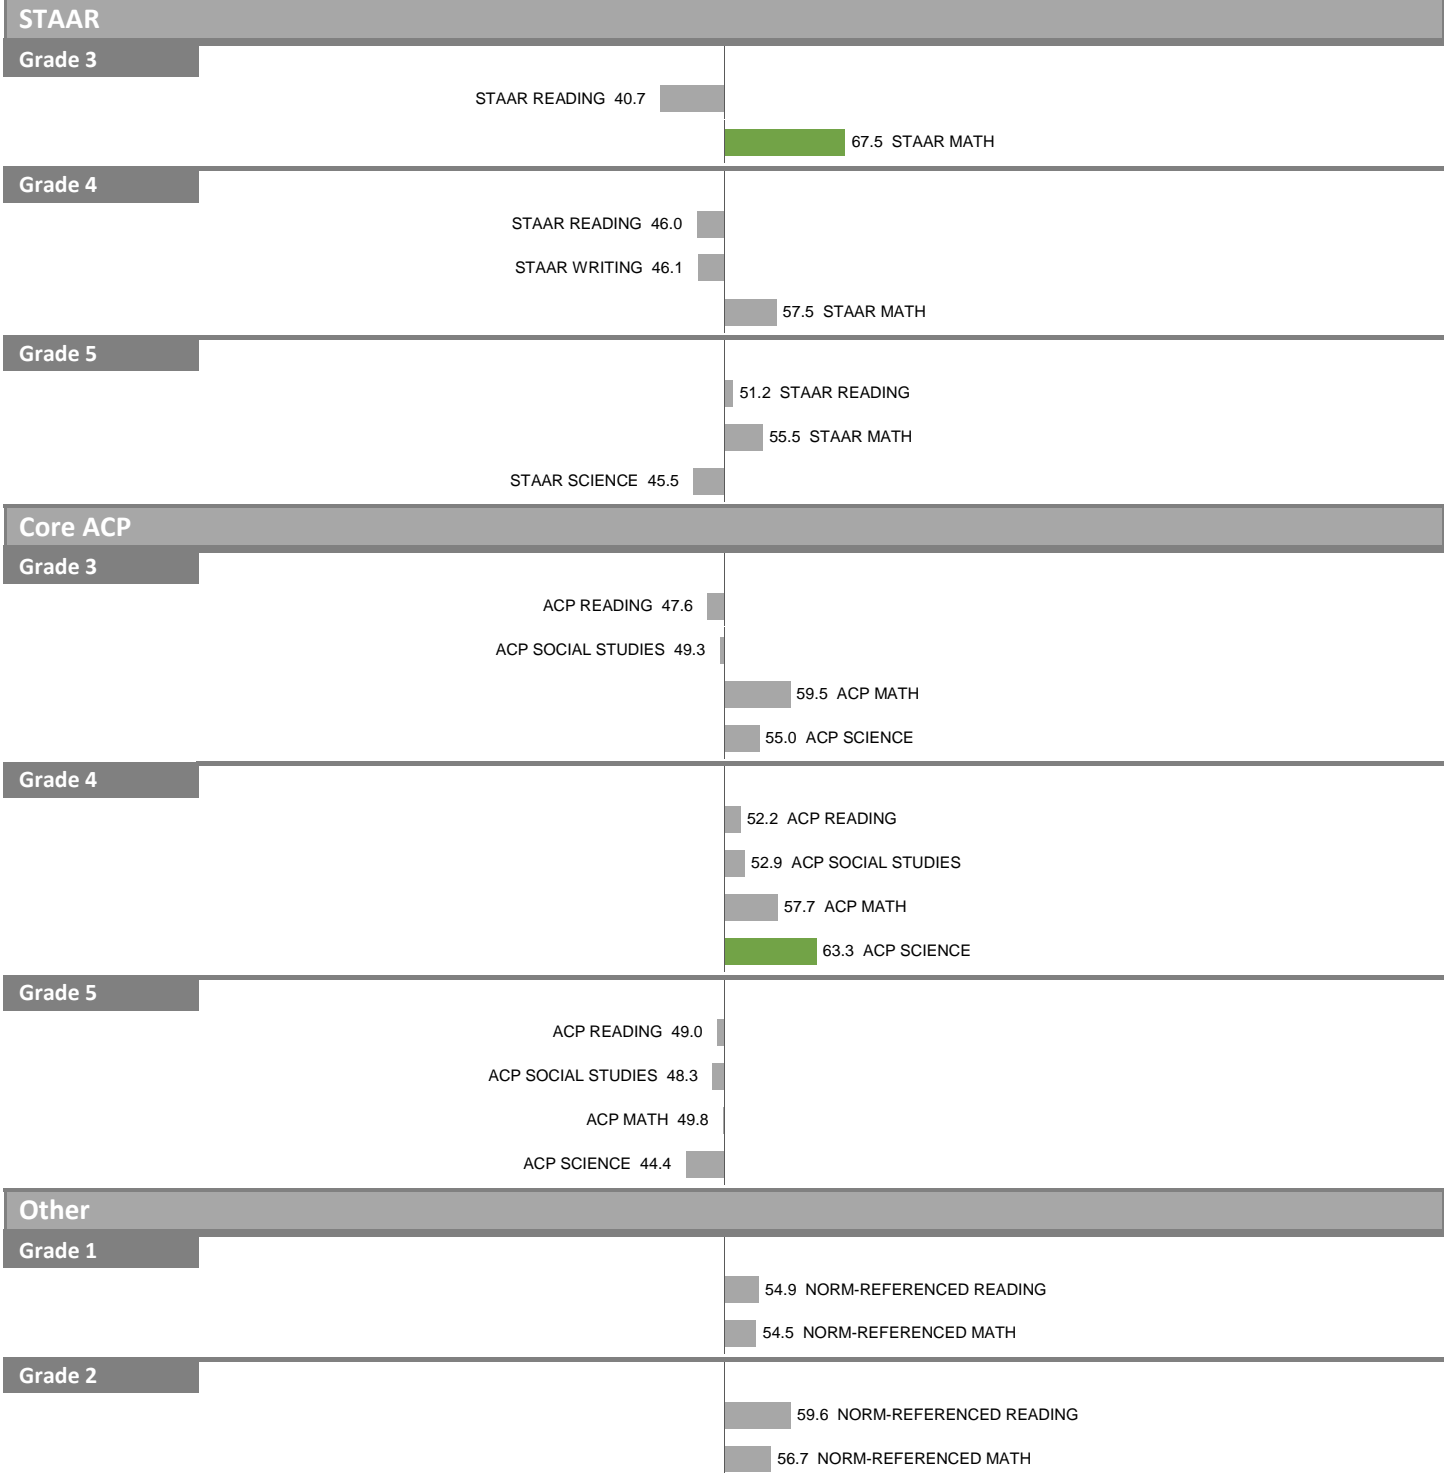 STAAR
Grade 3
STAAR READING 40.7
67.5 STAAR MATH
Grade 4
STAAR READING 46.0
STAAR WRITING 46.1
57.5 STAAR MATH
Grade 5
51.2 STAAR READING
55.5 STAAR MATH
STAAR SCIENCE 45.5
Core ACP
Grade 3
ACP READING 47.6
ACP SOCIAL STUDIES 49.3
59.5 ACP MATH
55.0 ACP SCIENCE
Grade 4
52.2 ACP READING
52.9 ACP SOCIAL STUDIES
57.7 ACP MATH
63.3 ACP SCIENCE
Grade 5
ACP READING 49.0
ACP SOCIAL STUDIES 48.3
ACP MATH 49.8
ACP SCIENCE 44.4
Other
Grade 1
54.9 NORM-REFERENCED READING
54.5 NORM-REFERENCED MATH
Grade 2
59.6 NORM-REFERENCED READING
56.7 NORM-REFERENCED MATH